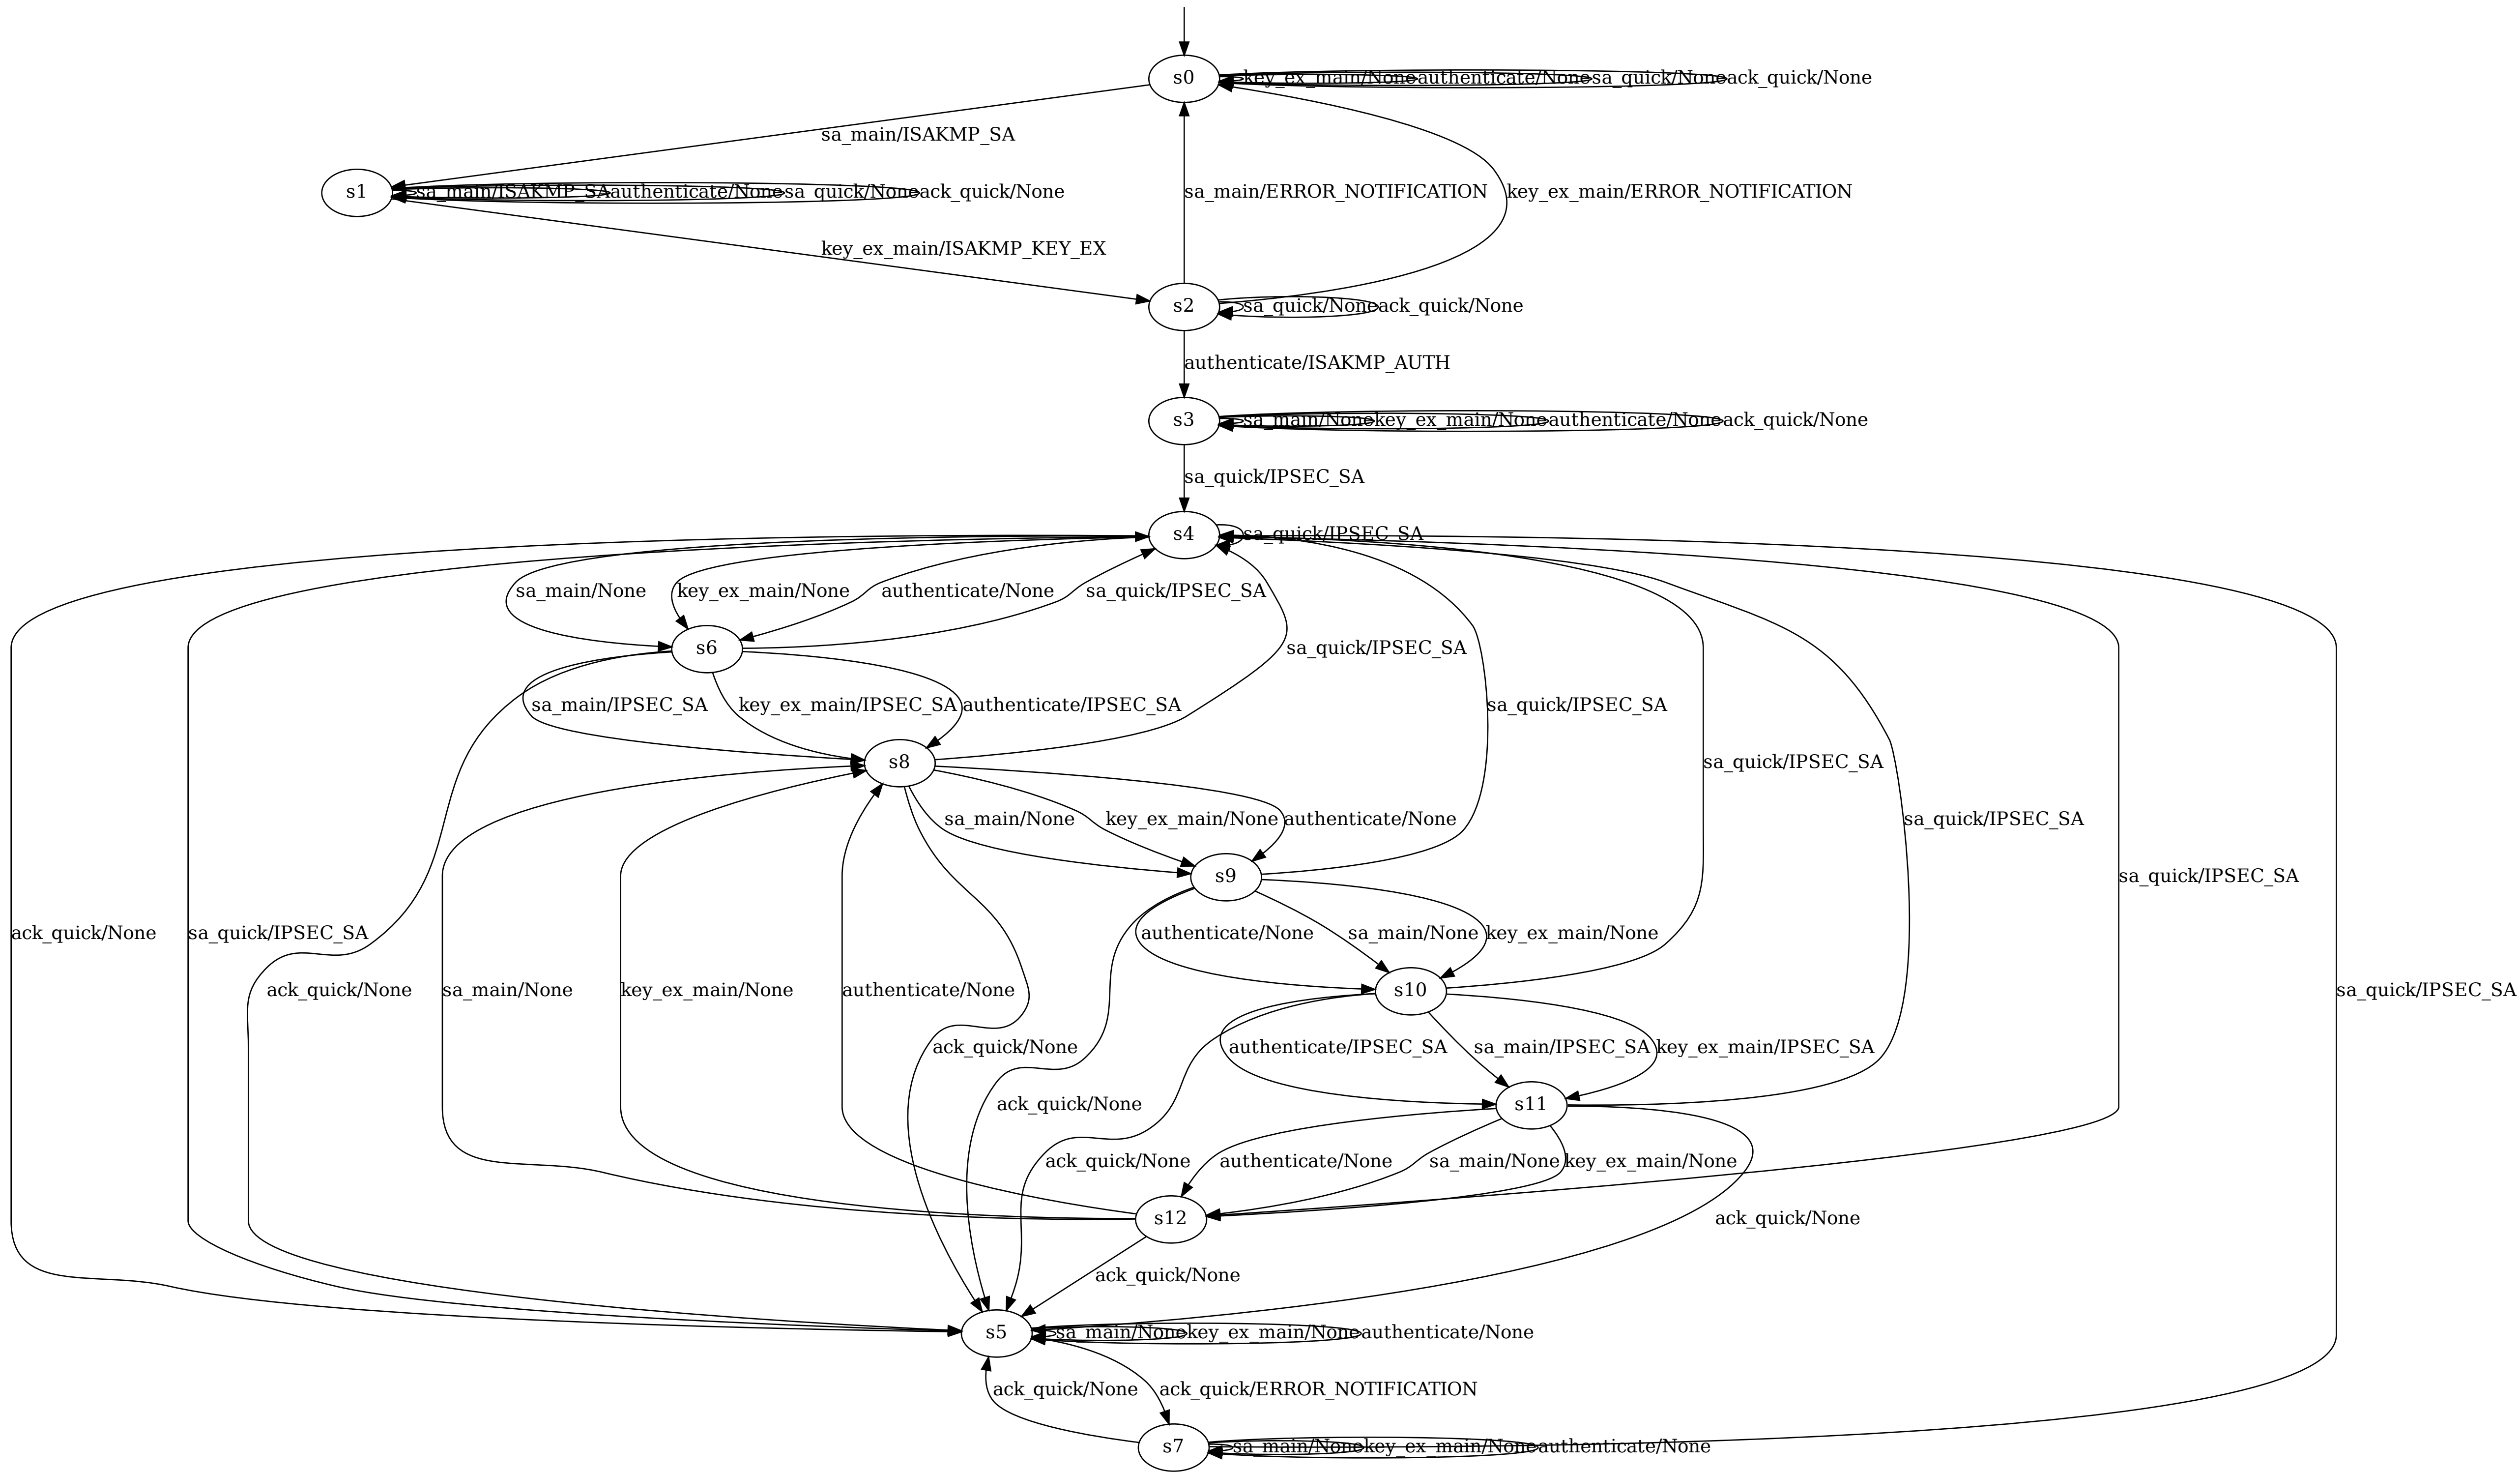 s0
key_ex_main/None
authenticate/None
sa_quick/None
ack_quick/None
sa_main/ISAKMP_SA
s1
sa_main/ISAKMP_SA
authenticate/None
sa_quick/None
ack_quick/None
sa_main/ERROR_NOTIFICATION
key_ex_main/ERROR_NOTIFICATION
key_ex_main/ISAKMP_KEY_EX
s2
sa_quick/None
ack_quick/None
authenticate/ISAKMP_AUTH
s3
sa_main/None
key_ex_main/None
authenticate/None
ack_quick/None
sa_quick/IPSEC_SA
s4
sa_quick/IPSEC_SA
sa_main/None
key_ex_main/None
authenticate/None
sa_quick/IPSEC_SA
s6
sa_quick/IPSEC_SA
sa_main/IPSEC_SA
key_ex_main/IPSEC_SA
authenticate/IPSEC_SA
sa_quick/IPSEC_SA
s8
sa_quick/IPSEC_SA
sa_main/None
key_ex_main/None
authenticate/None
sa_quick/IPSEC_SA
s9
sa_quick/IPSEC_SA
ack_quick/None
sa_quick/IPSEC_SA
authenticate/None
sa_main/None
key_ex_main/None
ack_quick/None
sa_main/None
key_ex_main/None
authenticate/None
s10
sa_quick/IPSEC_SA
ack_quick/None
authenticate/IPSEC_SA
sa_main/IPSEC_SA
key_ex_main/IPSEC_SA
ack_quick/None
s11
ack_quick/None
authenticate/None
sa_main/None
key_ex_main/None
s12
ack_quick/None
ack_quick/None
s5
sa_main/None
key_ex_main/None
authenticate/None
ack_quick/None
ack_quick/ERROR_NOTIFICATION
s7
sa_main/None
key_ex_main/None
authenticate/None